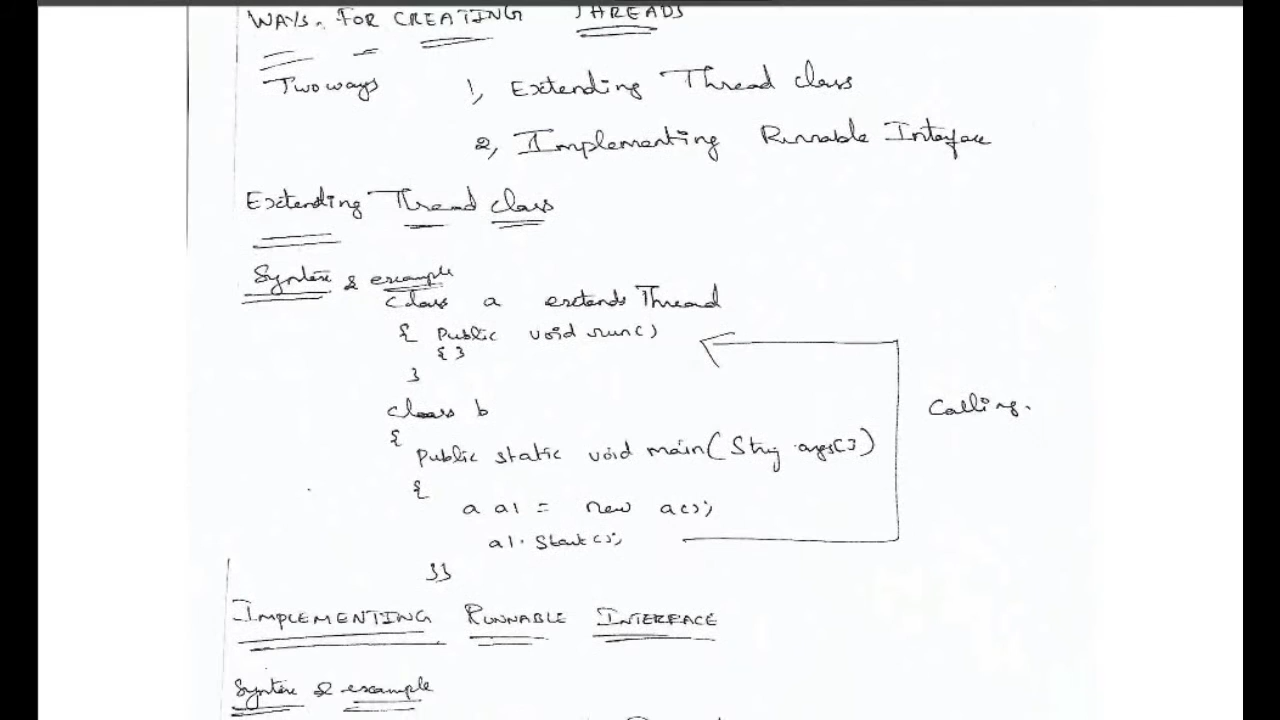 WAYS. FOR CREATING THREADS
Two ways 1, Extending Thread class
2, Implementing Runnable Interface
Extending Thread class
Syntax & example
class a extends Thread
{ Public void run()
{ }
}
class b
{
Public static void main(String args[])
{
a a1 = new a();
a1.Start();
}}
Calling.
IMPLEMENTING RUNNABLE INTERFACE
Syntax & example